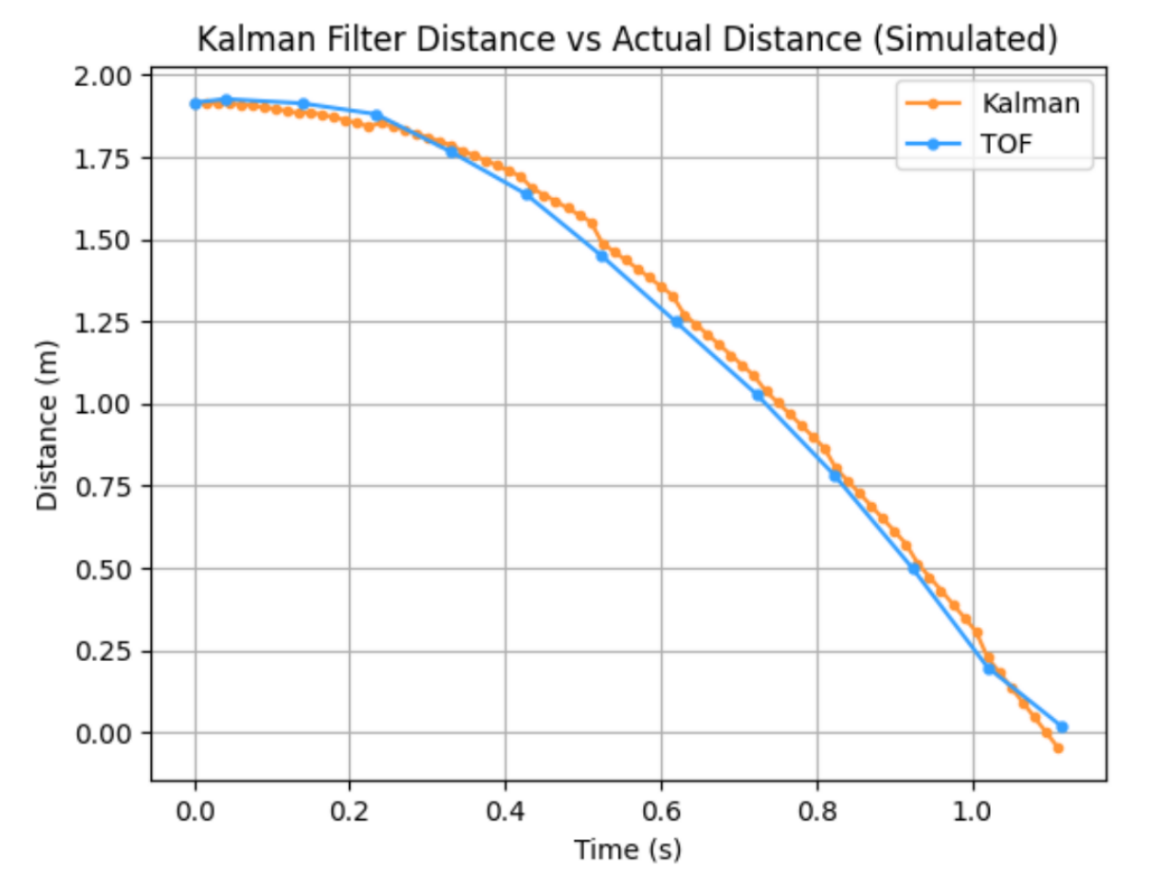 Kalman Filter Distance vs Actual Distance (Simulated)
Kalman
TOF
2.00
1.75
1.50
1.25
1.00
0.75
0.50
0.25
0.00
Distance (m)
0.0 0.2 0.4 0.6 0.8 1.0
Time (s)